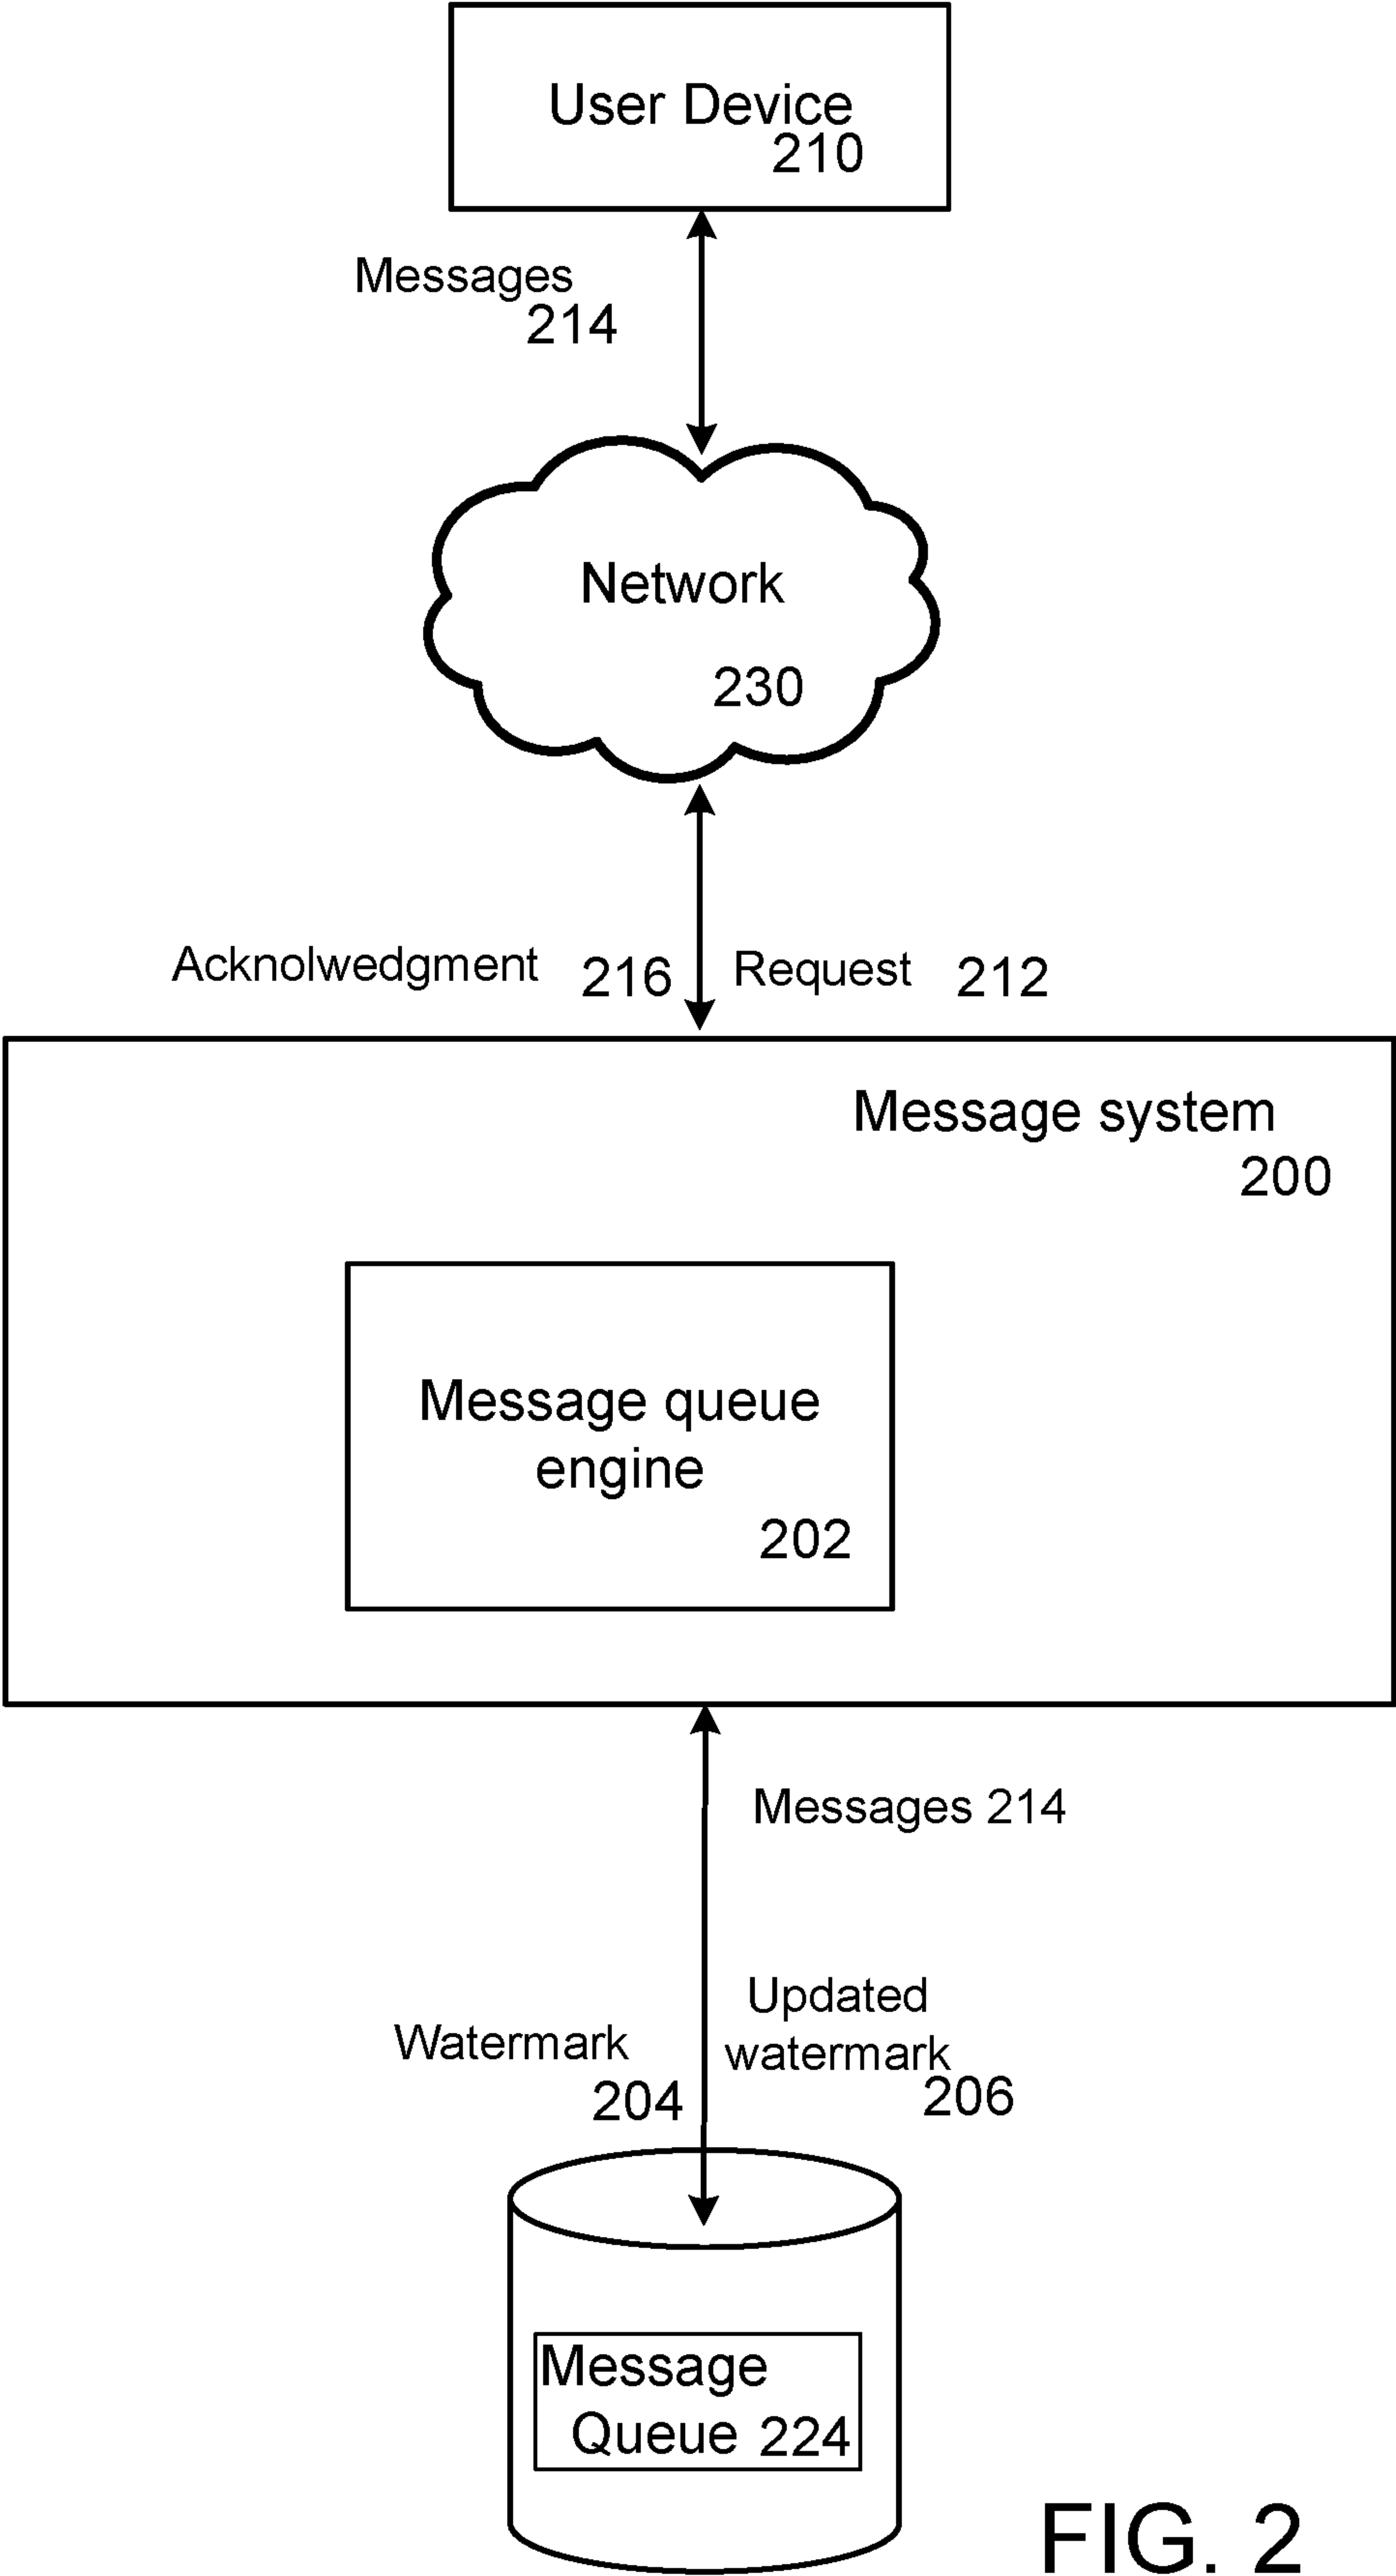 User Device
210
Messages
214
Network
230
Acknolwedgment 216 Request 212
Message system
200
Message queue
engine
202
Messages 214
Updated
Watermark watermark
204 206
Message
Queue 224
FIG. 2